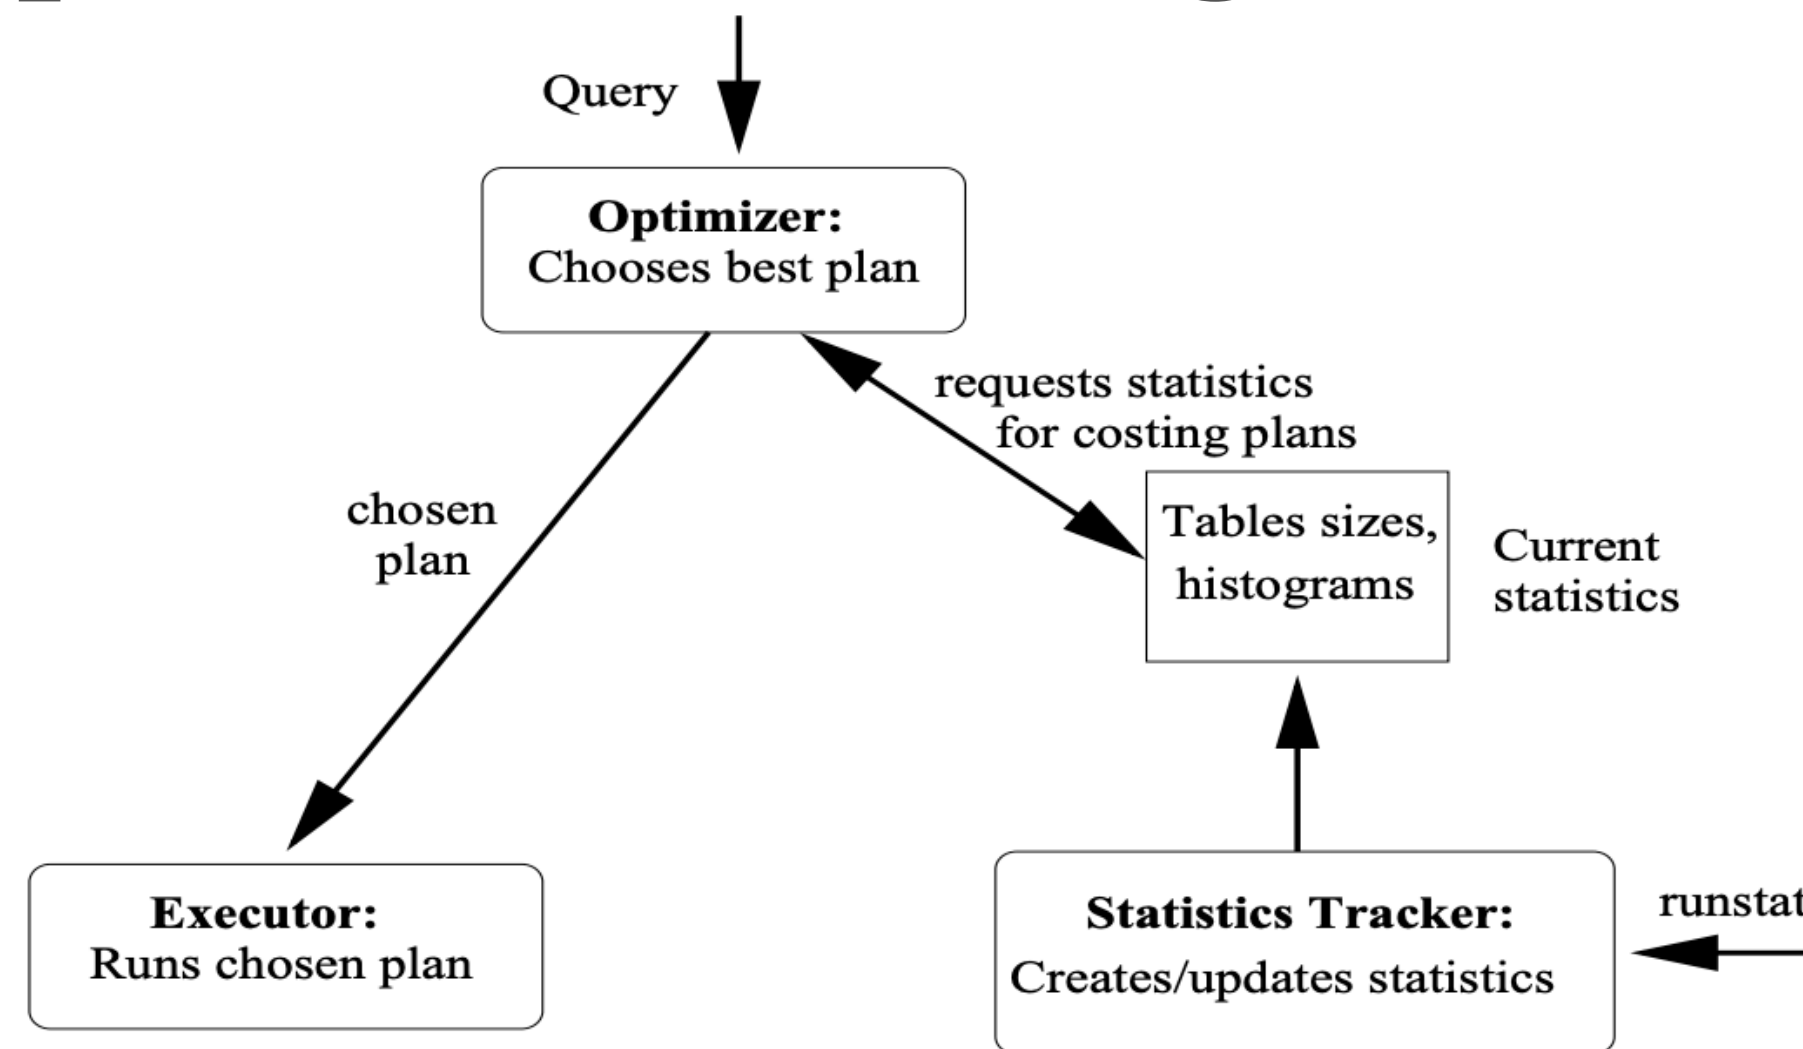 Query
Optimizer:
Chooses best plan
requests statistics
for costing plans
chosen
plan
Tables sizes,
histograms
Current
statistics
Executor:
Runs chosen plan
Statistics Tracker:
Creates/updates statistics
runstat